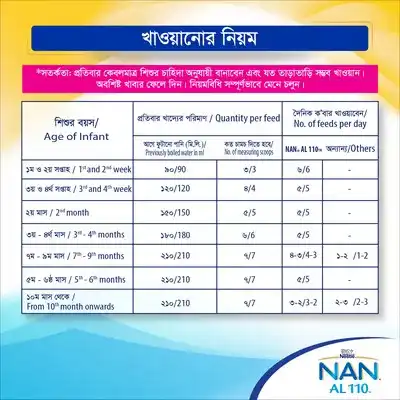 খাওয়ানোর নিয়ম
*সতর্কতা: প্রতিবার কেবলমাত্র শিশুর চাহিদা অনুযায়ী বানাবেন এবং যত তাড়াতাড়ি সম্ভব খাওয়ান।
অবশিষ্ট খাবার ফেলে দিন। নিয়মবিধি সম্পূর্ণভাবে মেনে চলুন।
শিশুর বয়স/ Age of Infant
প্রতিবার খাদ্যের পরিমাণ / Quantity per feed
দৈনিক ক'বার খাওয়াবেন/ No. of feeds per day
আগে ফুটানো পানি (মি.লি.)/ Previously boiled water in ml
কত চামচ দিতে হবে/ No. of measuring scoops
NAN® AL 110™
অন্যান্য/Others
১ম ও ২য় সপ্তাহ / 1st and 2nd week ৯০/90 ৩/3 ৬/6 -
৩য় ও ৪র্থ সপ্তাহ / 3rd and 4th week ১২০/120 ৪/4 ৫/5 -
২য় মাস / 2nd month ১৫০/150 ৫/5 ৫/5 -
৩য় - ৪র্থ মাস / 3rd - 4th months ১৮০/180 ৬/6 ৫/5 -
৭ম - ৯ম মাস / 7th - 9th months ২১০/210 ৭/7 ৪-৩/4-3 ১-২ /1-2
৫ম - ৬ষ্ঠ মাস / 5th - 6th months ২১০/210 ৭/7 ৫/5 -
১০ম মাস থেকে / From 10th month onwards ২১০/210 ৭/7 ৩-২/3-2 ২-৩ /2-3
Nestlé
NAN®
AL 110®